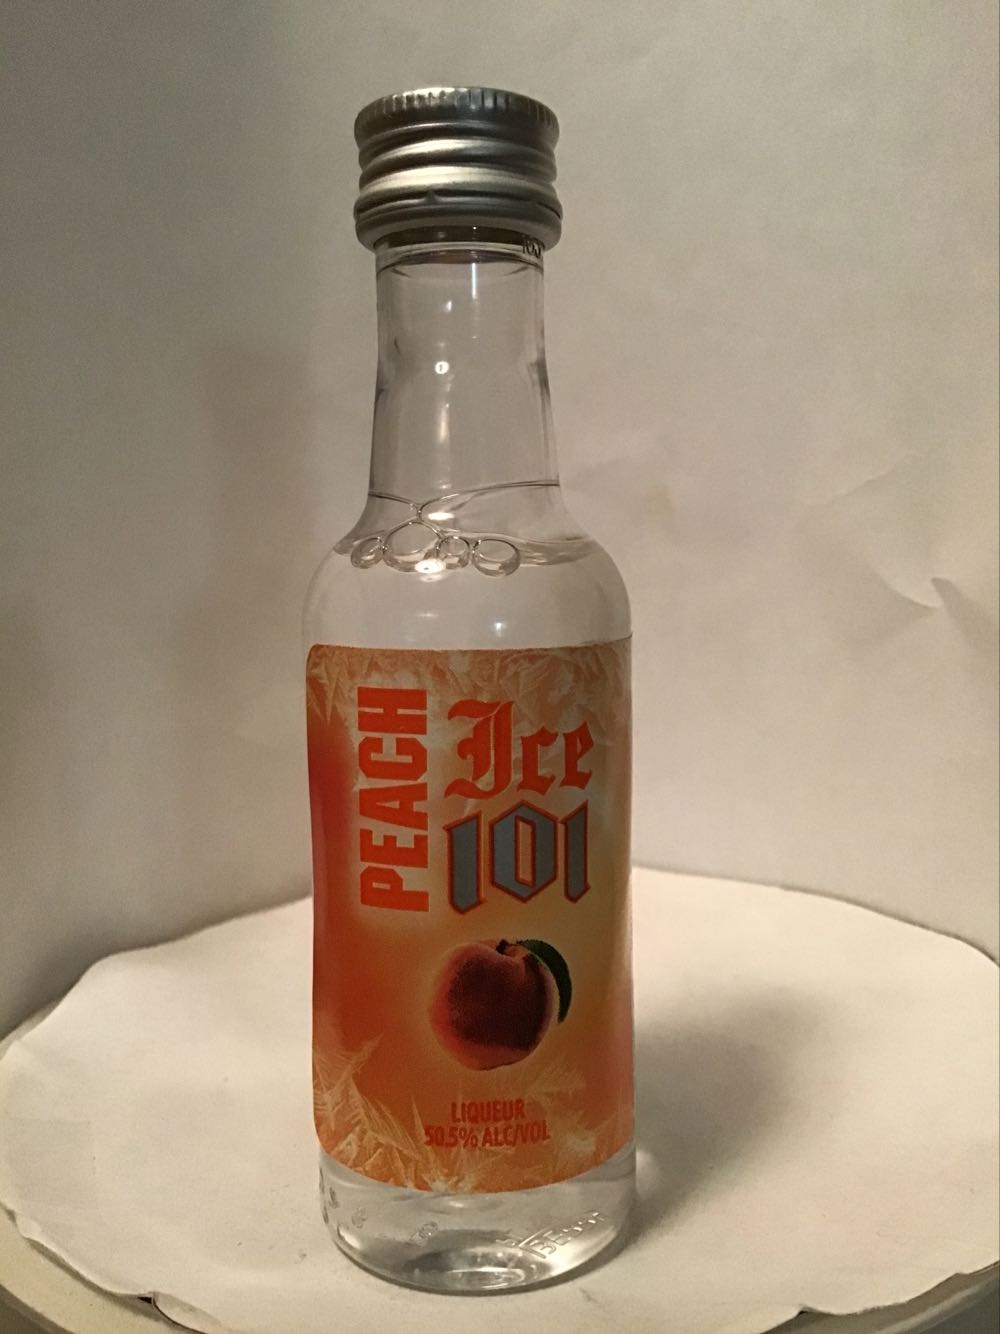 PEACH
Ice
101
LIQUEUR
50.5% ALC/VOL